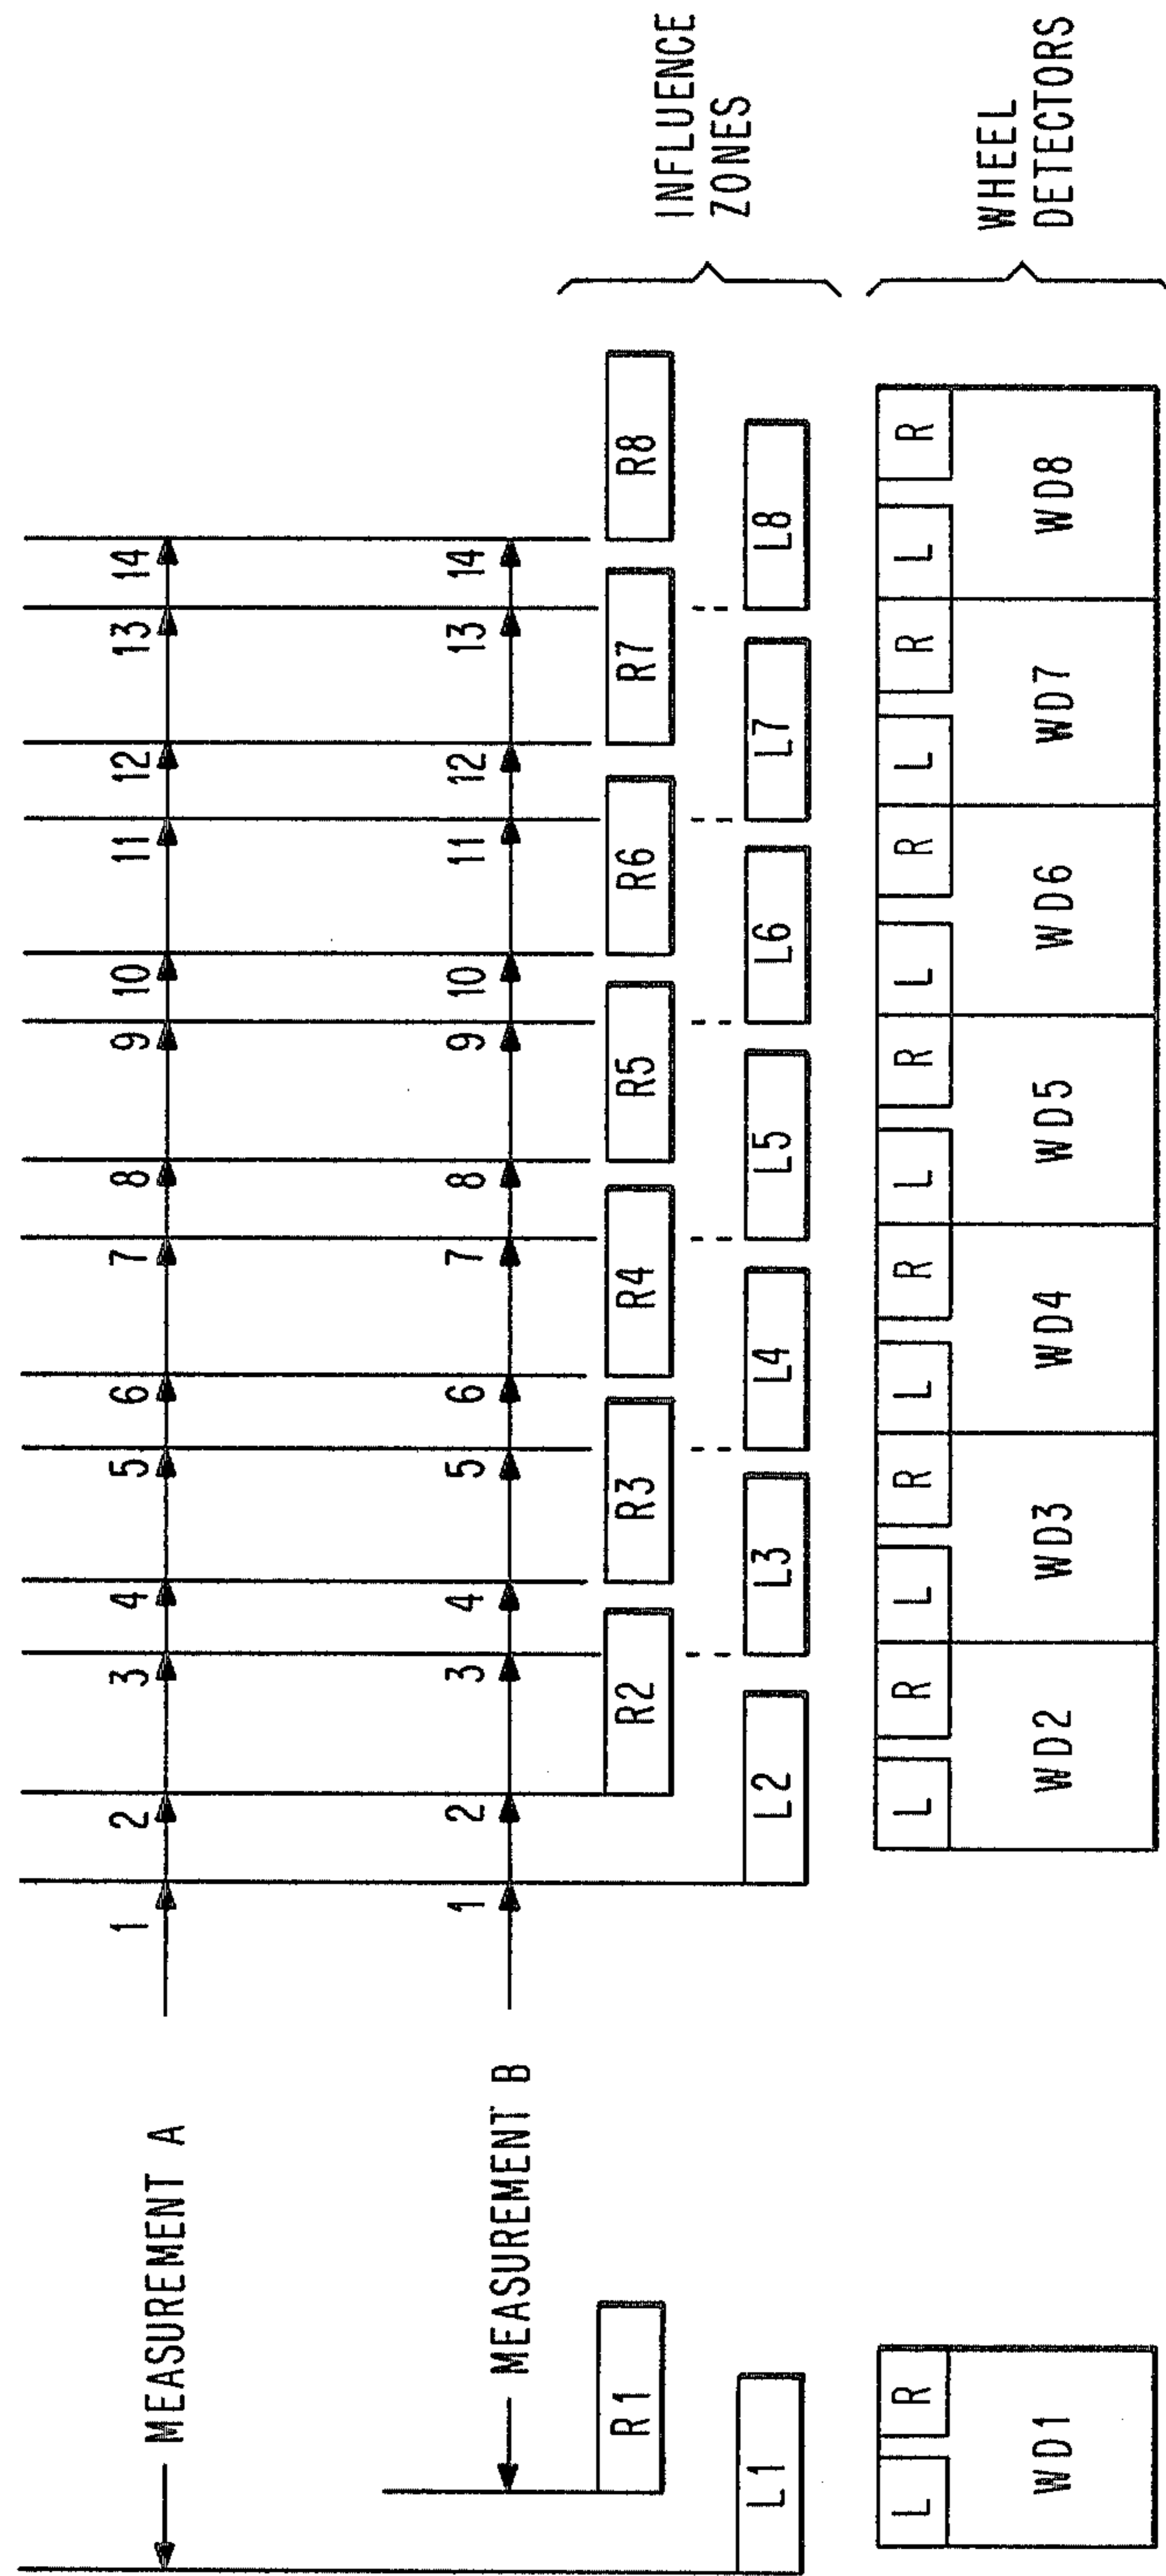 MEASUREMENT A
1 2 3 4 5 6 7 8 9 10 11 12 13 14
MEASUREMENT B
1 2 3 4 5 6 7 8 9 10 11 12 13 14
R1 R2 R3 R4 R5 R6 R7 R8
INFLUENCE
ZONES
L1 L2 L3 L4 L5 L6 L7 L8
L R L R L R L R L R L R L R L R
WHEEL
DETECTORS
WD1 WD2 WD3 WD4 WD5 WD6 WD7 WD8